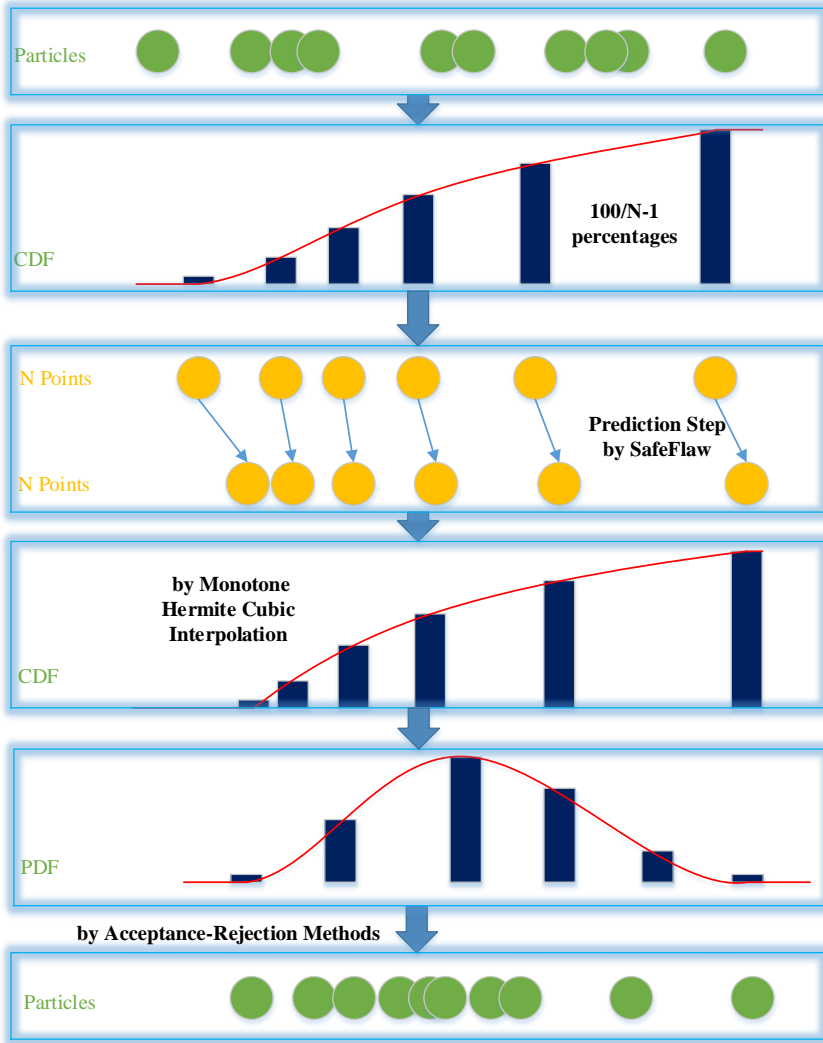 Particles
100/N-1
percentages
CDF
N Points
Prediction Step
by SafeFlaw
N Points
by Monotone
Hermite Cubic
Interpolation
CDF
PDF
by Acceptance-Rejection Methods
Particles